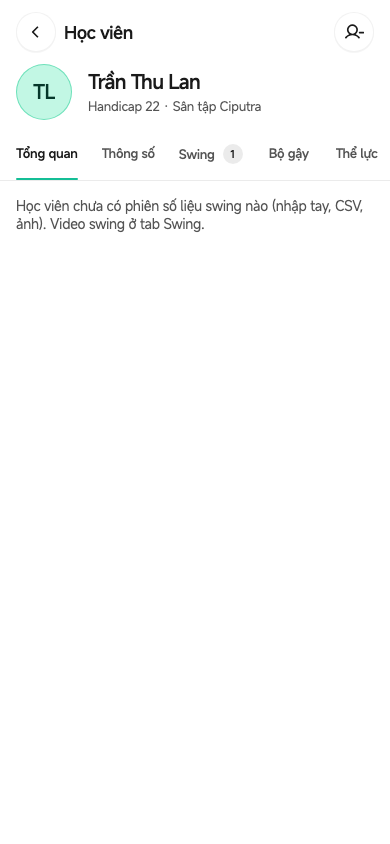 Học viên
TL
Trần Thu Lan
Handicap 22 · Sân tập Ciputra
Tổng quan Thông số Swing 1 Bộ gậy Thể lực
Học viên chưa có phiên số liệu swing nào (nhập tay, CSV,
ảnh). Video swing ở tab Swing.